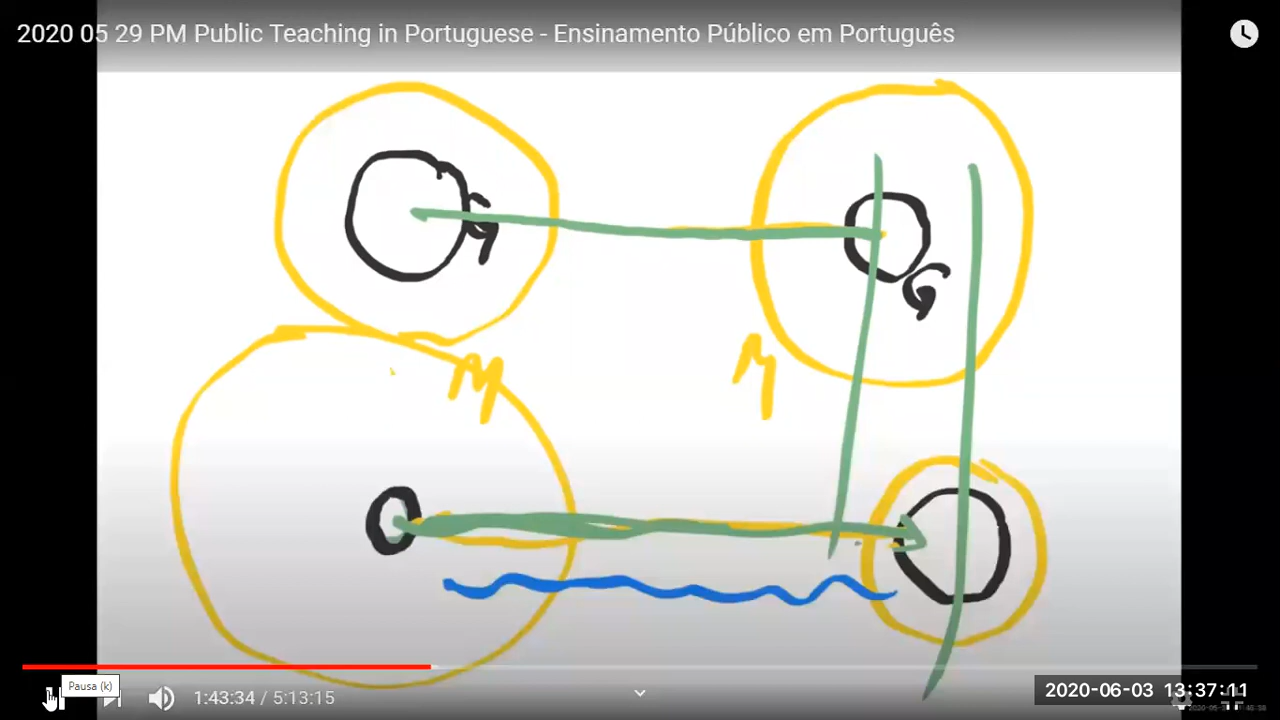 2020 05 29 PM Public Teaching in Portuguese - Ensinamento Público em Português
G
G
M
M
Pausa (k)
1:43:34 / 5:13:15
2020-06-03 13:37:11